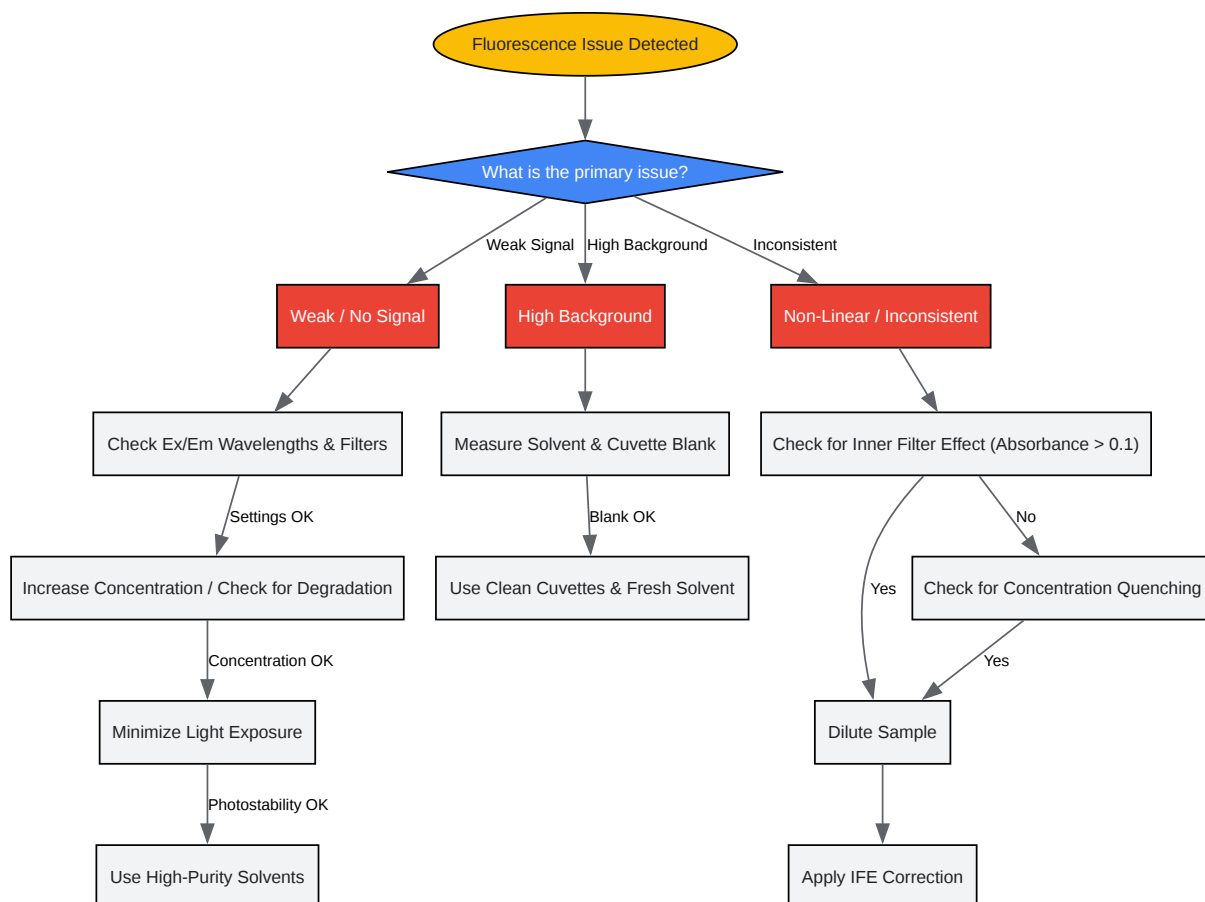 Fluorescence Issue Detected
What is the primary issue?
Weak Signal
High Background
Inconsistent
Weak / No Signal
High Background
Non-Linear / Inconsistent
Check Ex/Em Wavelengths & Filters
Measure Solvent & Cuvette Blank
Check for Inner Filter Effect (Absorbance > 0.1)
Settings OK
Blank OK
No
Increase Concentration / Check for Degradation
Use Clean Cuvettes & Fresh Solvent
Yes
Check for Concentration Quenching
Concentration OK
Yes
Minimize Light Exposure
Dilute Sample
Photostability OK
Use High-Purity Solvents
Apply IFE Correction